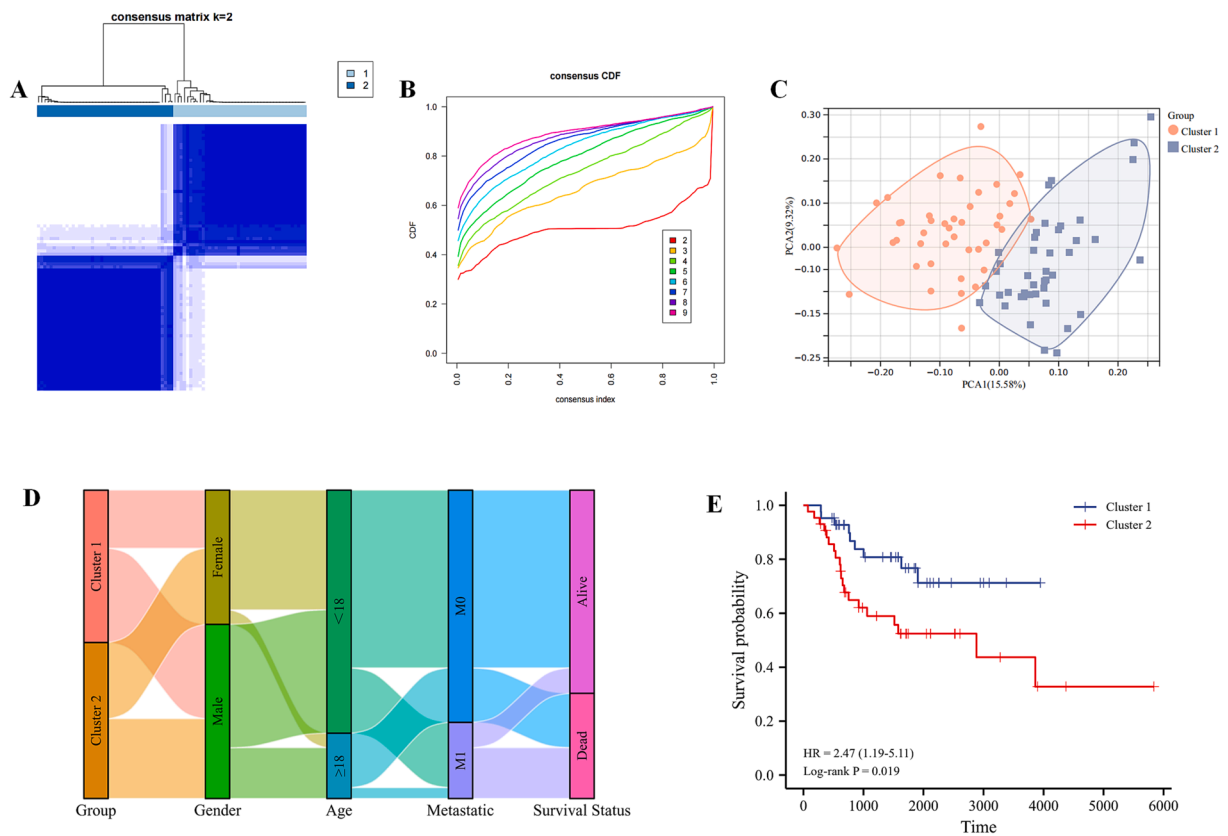 A
consensus matrix k=2
1
2
B
consensus CDF
CDF
1.0
0.8
0.6
0.4
0.2
0.0
0.0
0.2
0.4
0.6
0.8
1.0
consensus index
2
3
4
5
6
7
8
9
C
PCA2(9.32%)
0.30
0.20
0.10
0.00
−0.10
−0.15
−0.25
−0.20
−0.10
0.00
0.10
0.20
PCA1(15.58%)
Group
Cluster 1
Cluster 2
D
Cluster 1
Cluster 2
Female
Male
<18
≥18
M0
M1
Alive
Dead
Group
Gender
Age
Metastatic
Survival Status
E
Survival probability
1.0
0.8
0.6
0.4
0.2
0.0
Cluster 1
Cluster 2
HR = 2.47 (1.19-5.11)
Log-rank P = 0.019
0
1000
2000
3000
4000
5000
6000
Time